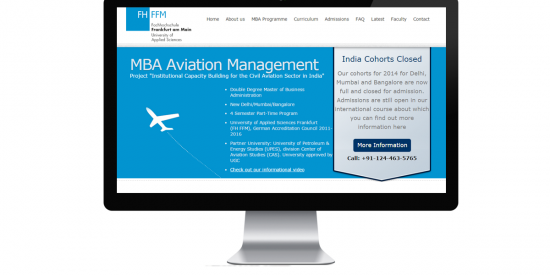 FH FFM
Fachhochschule
Frankfurt am Main
University of
Applied Sciences
Home About us MBA Programme Curriculum Admissions FAQ Latest Faculty Contact
MBA Aviation Management
Project "Institutional Capacity Building for the Civil Aviation Sector in India"
• Double Degree Master of Business
Administration
• New Delhi/Mumbai/Bangalore
• 4 Semester Part-Time Program
• University of Applied Sciences Frankfurt
(FH FFM), German Accreditation Council 2011-
2016
• Partner University: University of Petroleum &
Energy Studies (UPES), division Center of
Aviation Studies (CAS), University approved by
UGC
• Check out our informational video
India Cohorts Closed
Our cohorts for 2014 for Delhi,
Mumbai and Bangalore are now
full and closed for admission.
Admissions are still open in our
international course about which
you can find out more
information here
More Information
Call: +91-124-463-5765